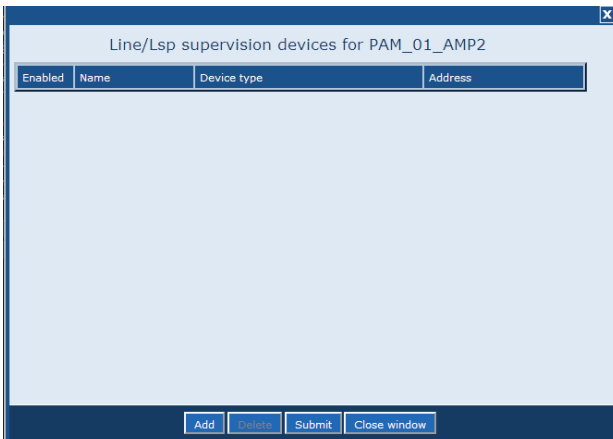 X
Line/Lsp supervision devices for PAM_01_AMP2
Enabled Name Device type Address
Add Delete Submit Close window